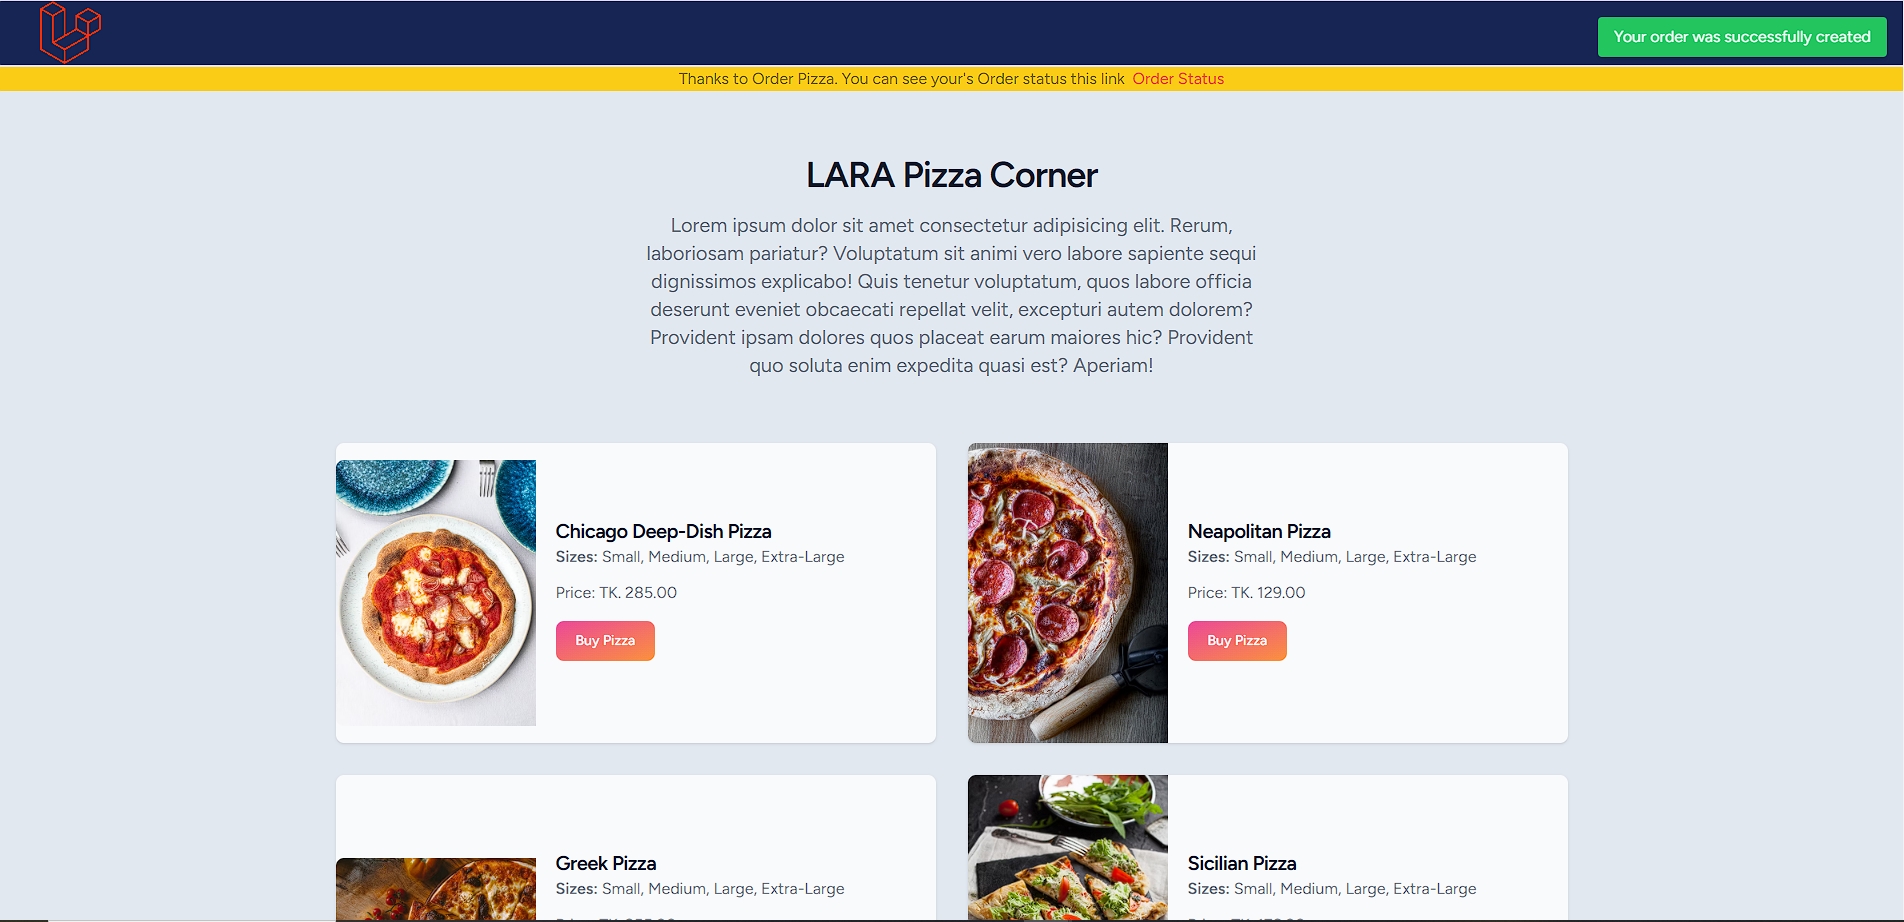 Your order was successfully created
Thanks to Order Pizza. You can see your's Order status this link Order Status
LARA Pizza Corner
Lorem ipsum dolor sit amet consectetur adipisicing elit. Rerum,
laboriosam pariatur? Voluptatum sit animi vero labore sapiente sequi
dignissimos explicabo! Quis tenetur voluptatum, quos labore officia
deserunt eveniet obcaecati repellat velit, excepturi autem dolorem?
Provident ipsam dolores quos placeat earum maiores hic? Provident
quo soluta enim expedita quasi est? Aperiam!
Chicago Deep-Dish Pizza
Sizes: Small, Medium, Large, Extra-Large
Price: TK. 285.00
Buy Pizza
Neapolitan Pizza
Sizes: Small, Medium, Large, Extra-Large
Price: TK. 129.00
Buy Pizza
Greek Pizza
Sizes: Small, Medium, Large, Extra-Large
Sicilian Pizza
Sizes: Small, Medium, Large, Extra-Large